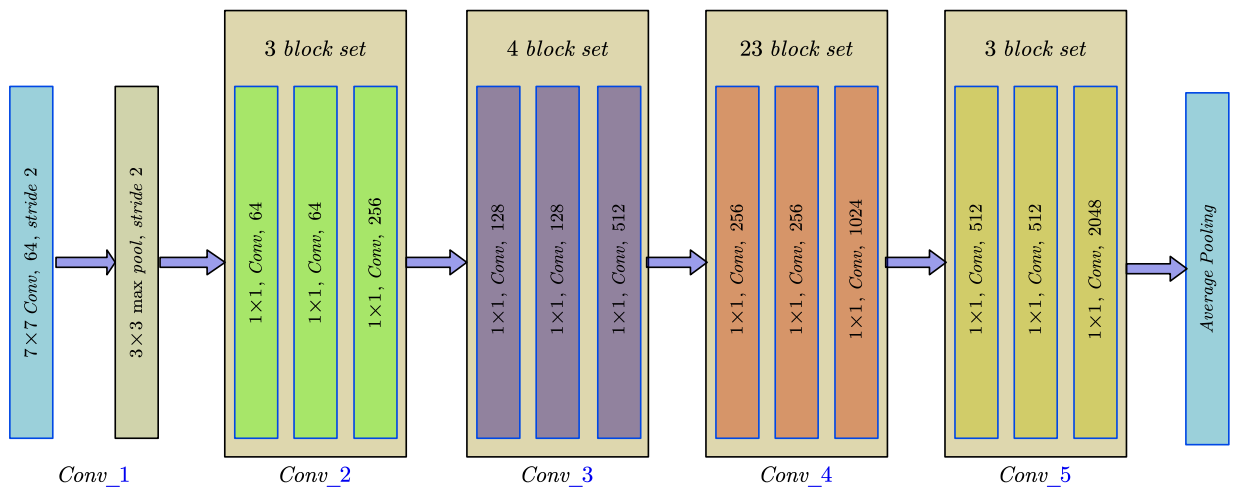 7×7 Conv, 64, stride 2
3×3 max pool, stride 2
Conv_1
3 block set
1×1, Conv, 64
1×1, Conv, 64
1×1, Conv, 256
Conv_2
4 block set
1×1, Conv, 128
1×1, Conv, 128
1×1, Conv, 512
Conv_3
23 block set
1×1, Conv, 256
1×1, Conv, 256
1×1, Conv, 1024
Conv_4
3 block set
1×1, Conv, 512
1×1, Conv, 512
1×1, Conv, 2048
Conv_5
Average Pooling